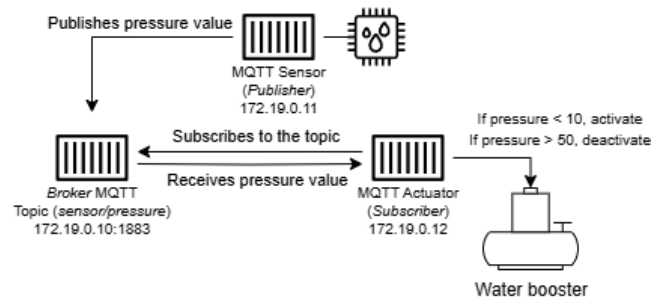 Publishes pressure value
MQTT Sensor
(Publisher)
172.19.0.11
If pressure < 10, activate
If pressure > 50, deactivate
Subscribes to the topic
Receives pressure value
Broker MQTT
Topic (sensor/pressure)
172.19.0.10:1883
MQTT Actuator
(Subscriber)
172.19.0.12
Water booster